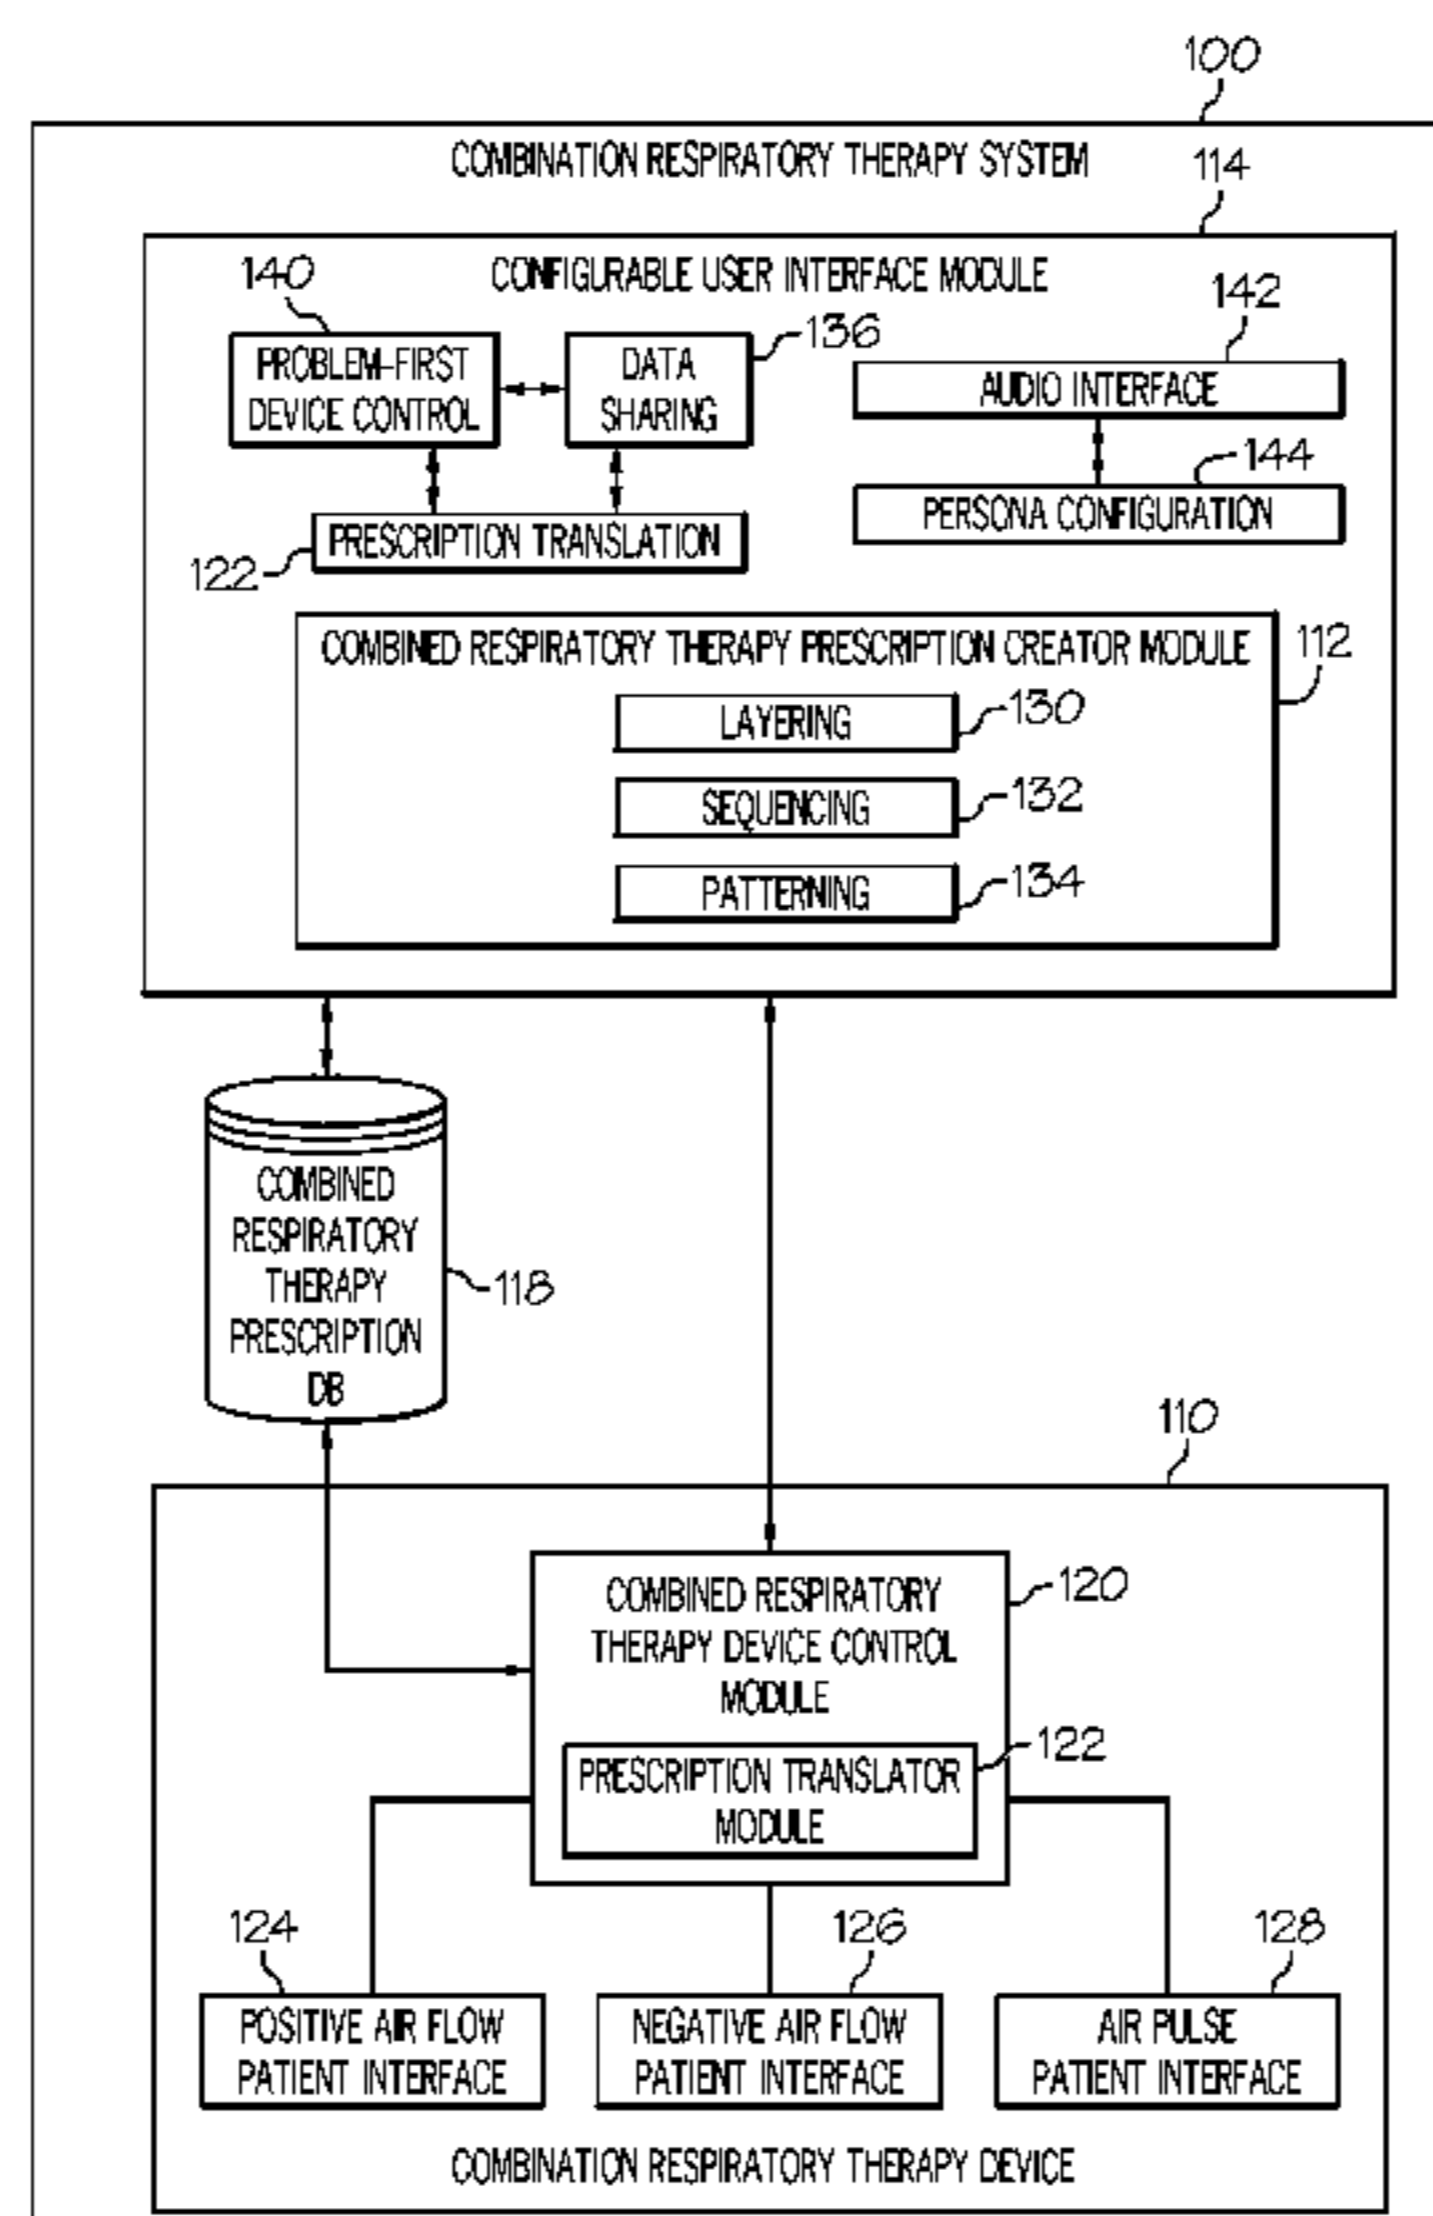 100
COMBINATION RESPIRATORY THERAPY SYSTEM
114
CONFIGURABLE USER INTERFACE MODULE
140
PROBLEM-FIRST
DEVICE CONTROL
DATA
SHARING
136
142
AUDIO INTERFACE
144
PERSONA CONFIGURATION
PRESCRIPTION TRANSLATION
122
COMBINED RESPIRATORY THERAPY PRESCRIPTION CREATOR MODULE
112
LAYERING
130
SEQUENCING
132
PATTERNING
134
COMBINED
RESPIRATORY
THERAPY
PRESCRIPTION
DB
118
110
COMBINED RESPIRATORY
THERAPY DEVICE CONTROL
MODULE
120
PRESCRIPTION TRANSLATOR
MODULE
122
124
POSITIVE AIR FLOW
PATIENT INTERFACE
126
NEGATIVE AIR FLOW
PATIENT INTERFACE
128
AIR PULSE
PATIENT INTERFACE
COMBINATION RESPIRATORY THERAPY DEVICE